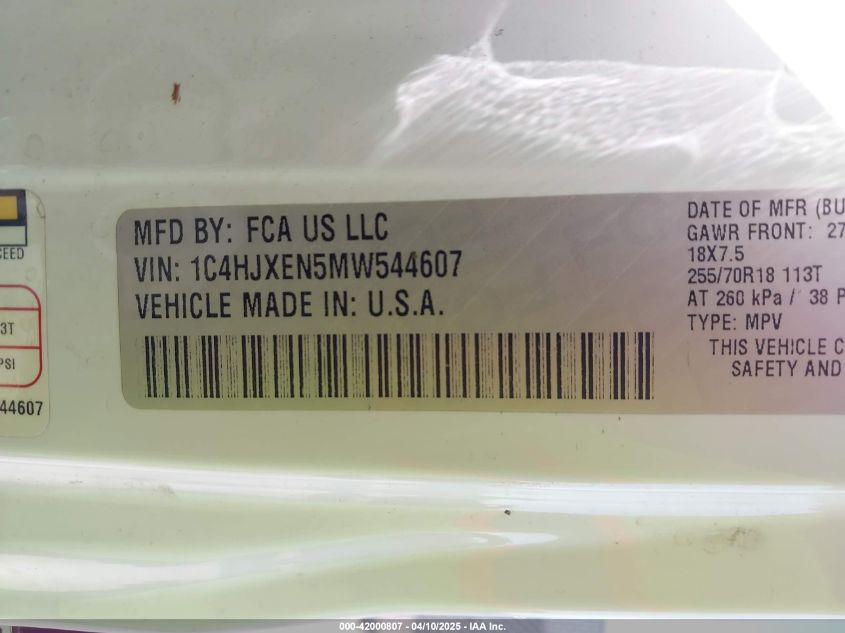 MFD BY: FCA US LLC
VIN: 1C4HJXEN5MW544607
VEHICLE MADE IN: U.S.A.
DATE OF MFR (BU
GAWR FRONT: 27
18X7.5
255/70R18 113T
AT 260 kPa / 38 P
TYPE: MPV
THIS VEHICLE C
SAFETY AND
CEED
3T
PSI
44607
000-42000807 - 04/10/2025 - IAA Inc.